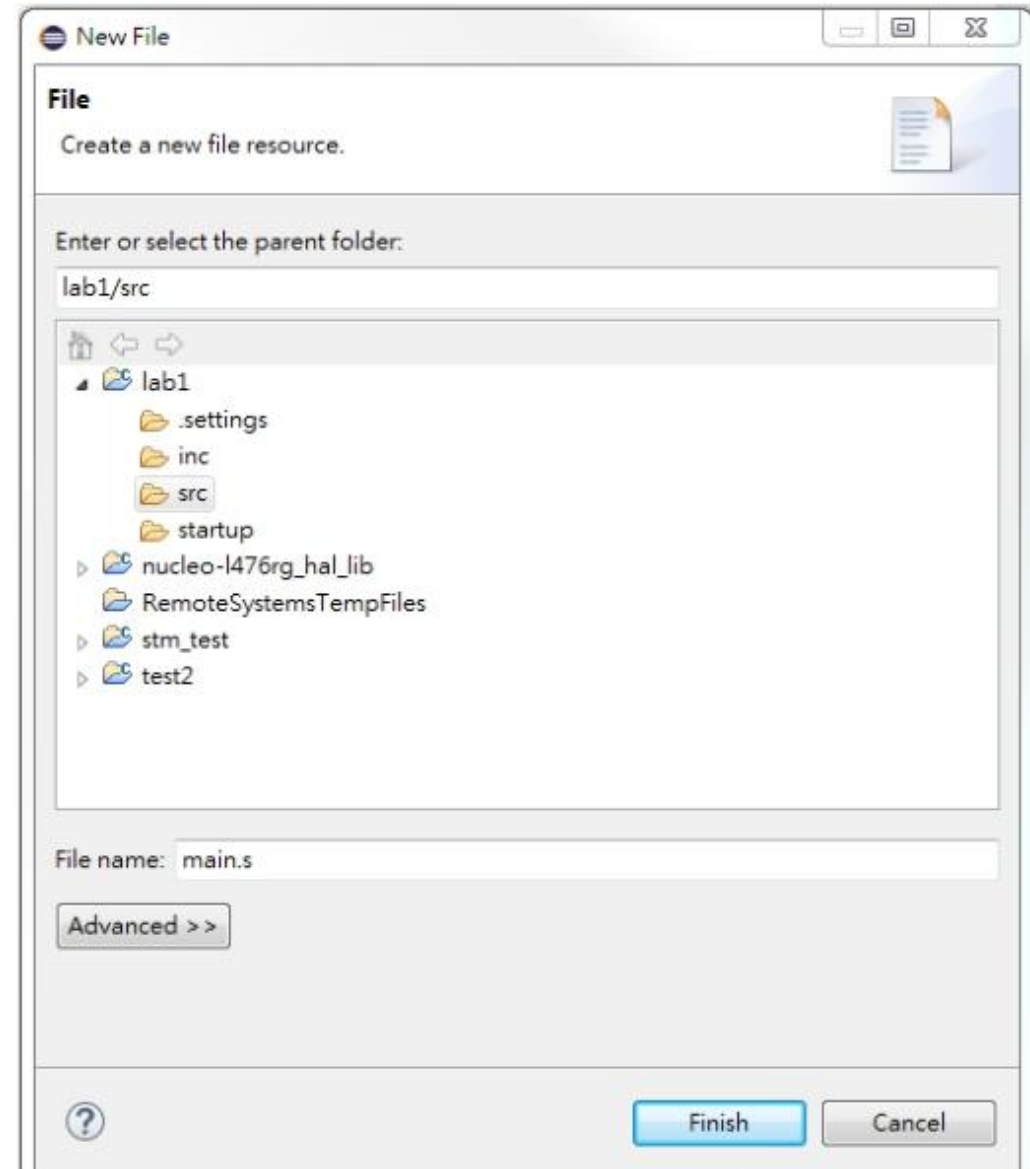 New File
File
Create a new file resource.
Enter or select the parent folder:
lab1/src
lab1
.settings
inc
src
startup
nucleo-l476rg_hal_lib
RemoteSystemsTempFiles
stm_test
test2
File name: main.s
Advanced >>
Finish Cancel